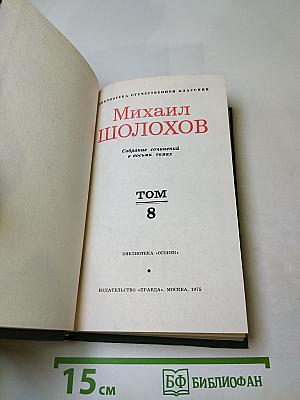 БИБЛИОТЕКА ОТЕЧЕСТВЕННОЙ КЛАССИКИ
Михаил
ШОЛОХОВ
Собрание сочинений
в восьми томах
ТОМ
8
БИБЛИОТЕКА «ОГОНЕК»
ИЗДАТЕЛЬСТВО «ПРАВДА». МОСКВА. 1975
15 см
БФ БИБЛИОФАН